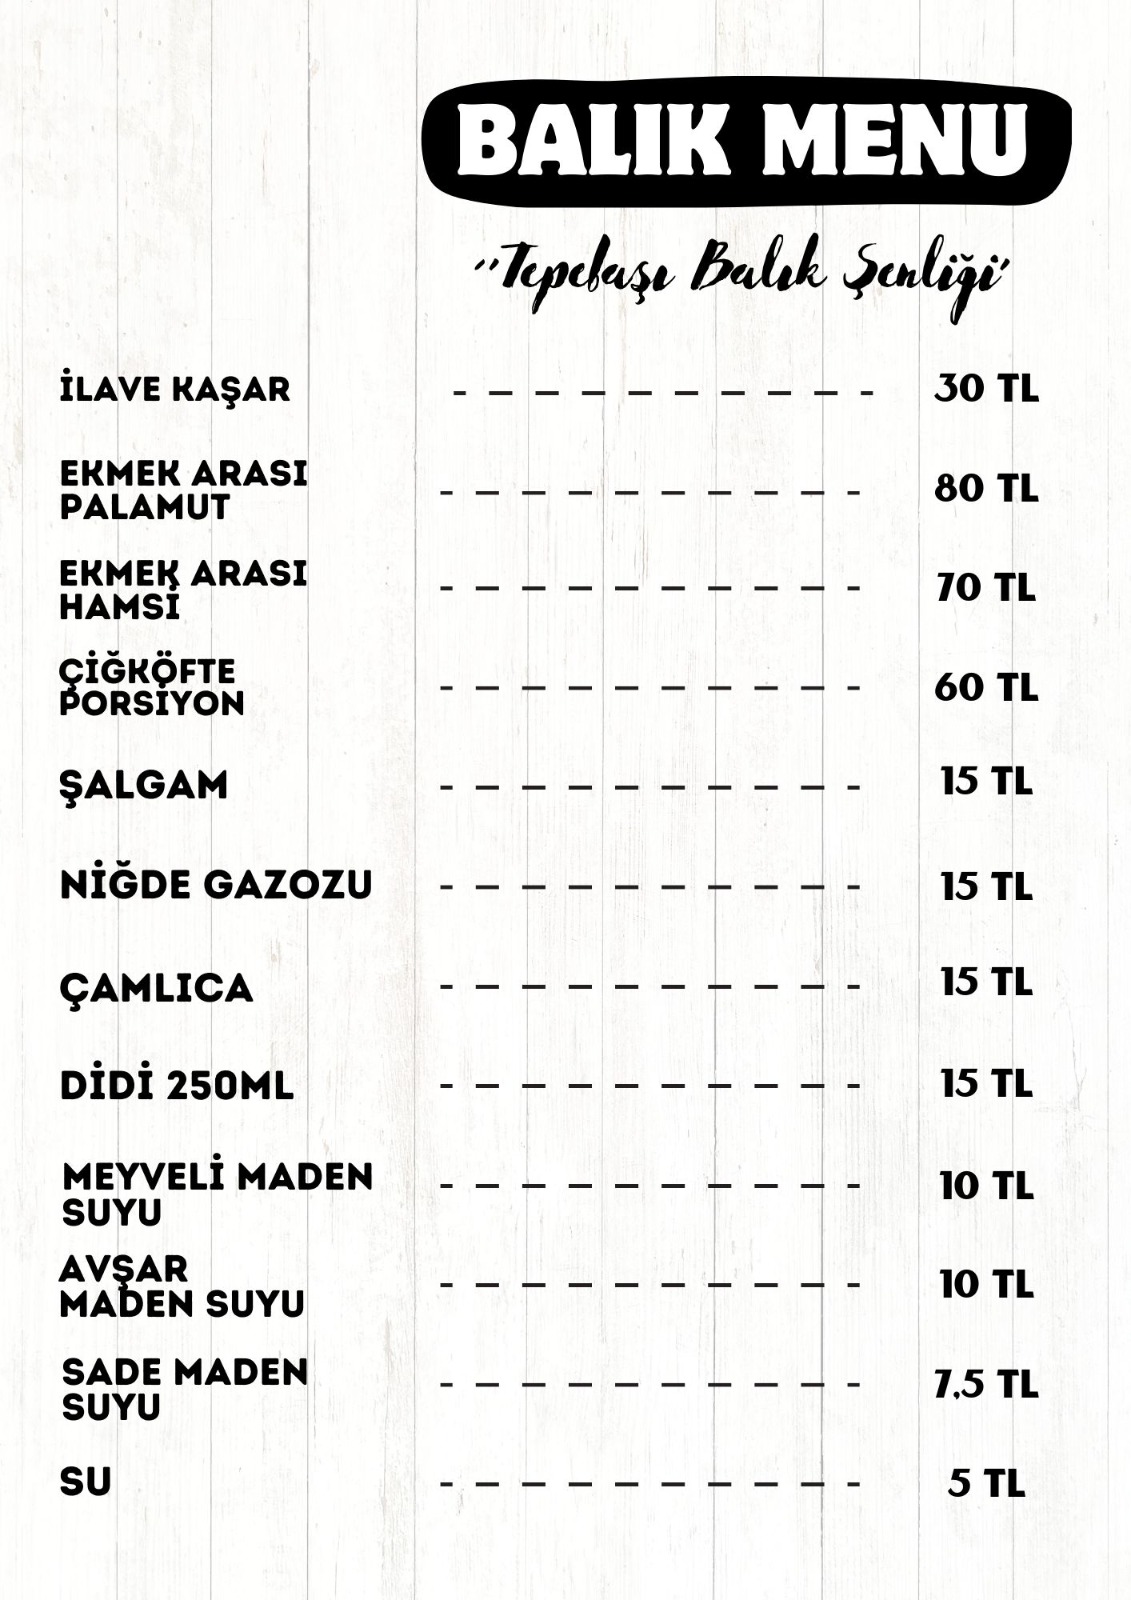 BALIK MENU
"Tepebaşı Balık Şenliği"
İLAVE KAŞAR - - - - - - - - - - 30 TL
EKMEK ARASI
PALAMUT - - - - - - - - - - 80 TL
EKMEK ARASI
HAMSİ - - - - - - - - - - 70 TL
ÇİĞKÖFTE
PORSİYON - - - - - - - - - - 60 TL
ŞALGAM - - - - - - - - - - 15 TL
NİĞDE GAZOZU - - - - - - - - - - 15 TL
ÇAMLICA - - - - - - - - - - 15 TL
DİDİ 250ML - - - - - - - - - - 15 TL
MEYVELİ MADEN
SUYU - - - - - - - - - - 10 TL
AVŞAR
MADEN SUYU - - - - - - - - - - 10 TL
SADE MADEN
SUYU - - - - - - - - - - 7,5 TL
SU - - - - - - - - - - 5 TL